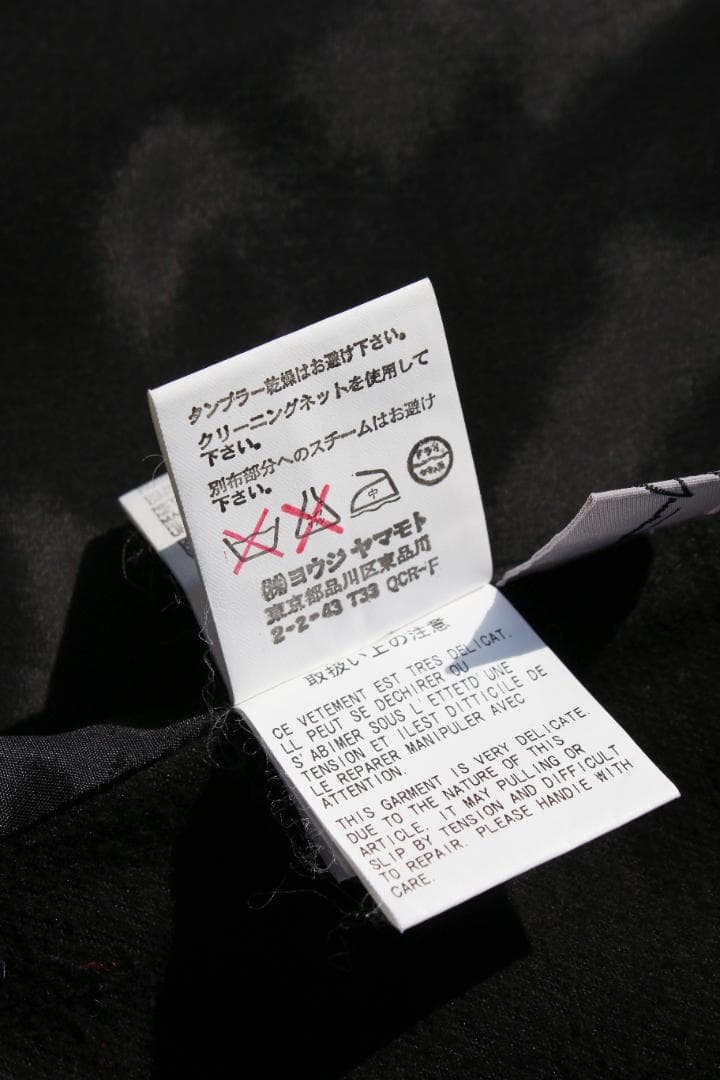 タンブラー乾燥はお避け下さい。
クリーニングネットを使用して
下さい。
別布部分へのスチームはお避け
下さい。
中
ドライ
セキユ系
㈱ヨウジ ヤマモト
東京都品川区東品川
2-2-43 T33 QCR-F
取扱い上の注意
CE VETEMENT EST TRES DELICAT.
LL PEUT SE DECHIRER OU
S'ABIMER SOUS L'ETTETD'UNE
TENSION ET ILEST DITTICILE DE
LE REPARER MANIPULER AVEC
ATTENTION.
THIS GARMENT IS VERY DELICATE.
DUE TO THE NATURE OF THIS
ARTICLE, IT MAY PULLING OR
SLIP BY TENSION AND DIFFICULT
TO REPAIR. PLEASE HANDIE WITH
CARE.